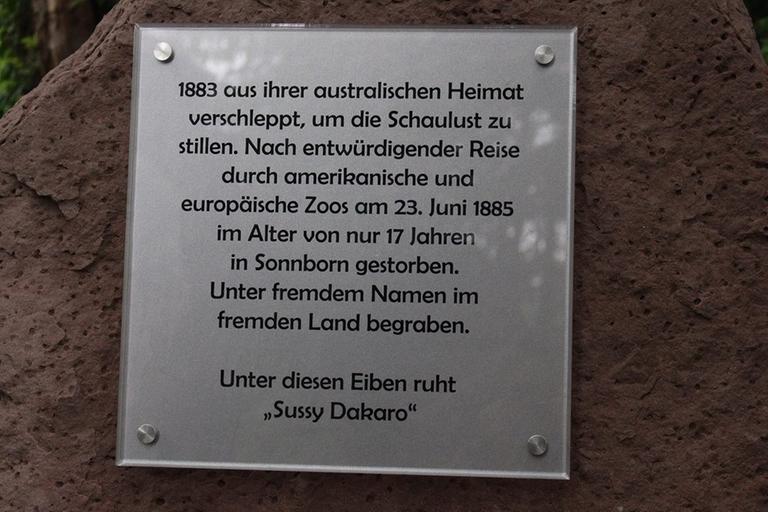 1883 aus ihrer australischen Heimat
verschleppt, um die Schaulust zu
stillen. Nach entwürdigender Reise
durch amerikanische und
europäische Zoos am 23. Juni 1885
im Alter von nur 17 Jahren
in Sonnborn gestorben.
Unter fremdem Namen im
fremden Land begraben.
Unter diesen Eiben ruht
„Sussy Dakaro“